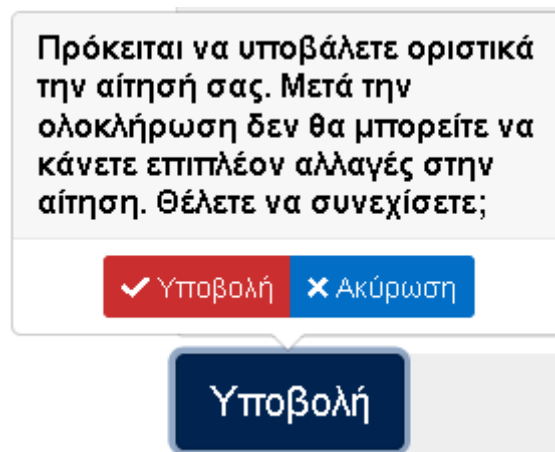 Πρόκειται να υποβάλετε οριστικά
την αίτησή σας. Μετά την
ολοκλήρωση δεν θα μπορείτε να
κάνετε επιπλέον αλλαγές στην
αίτηση. Θέλετε να συνεχίσετε;
Υποβολή Ακύρωση
Υποβολή